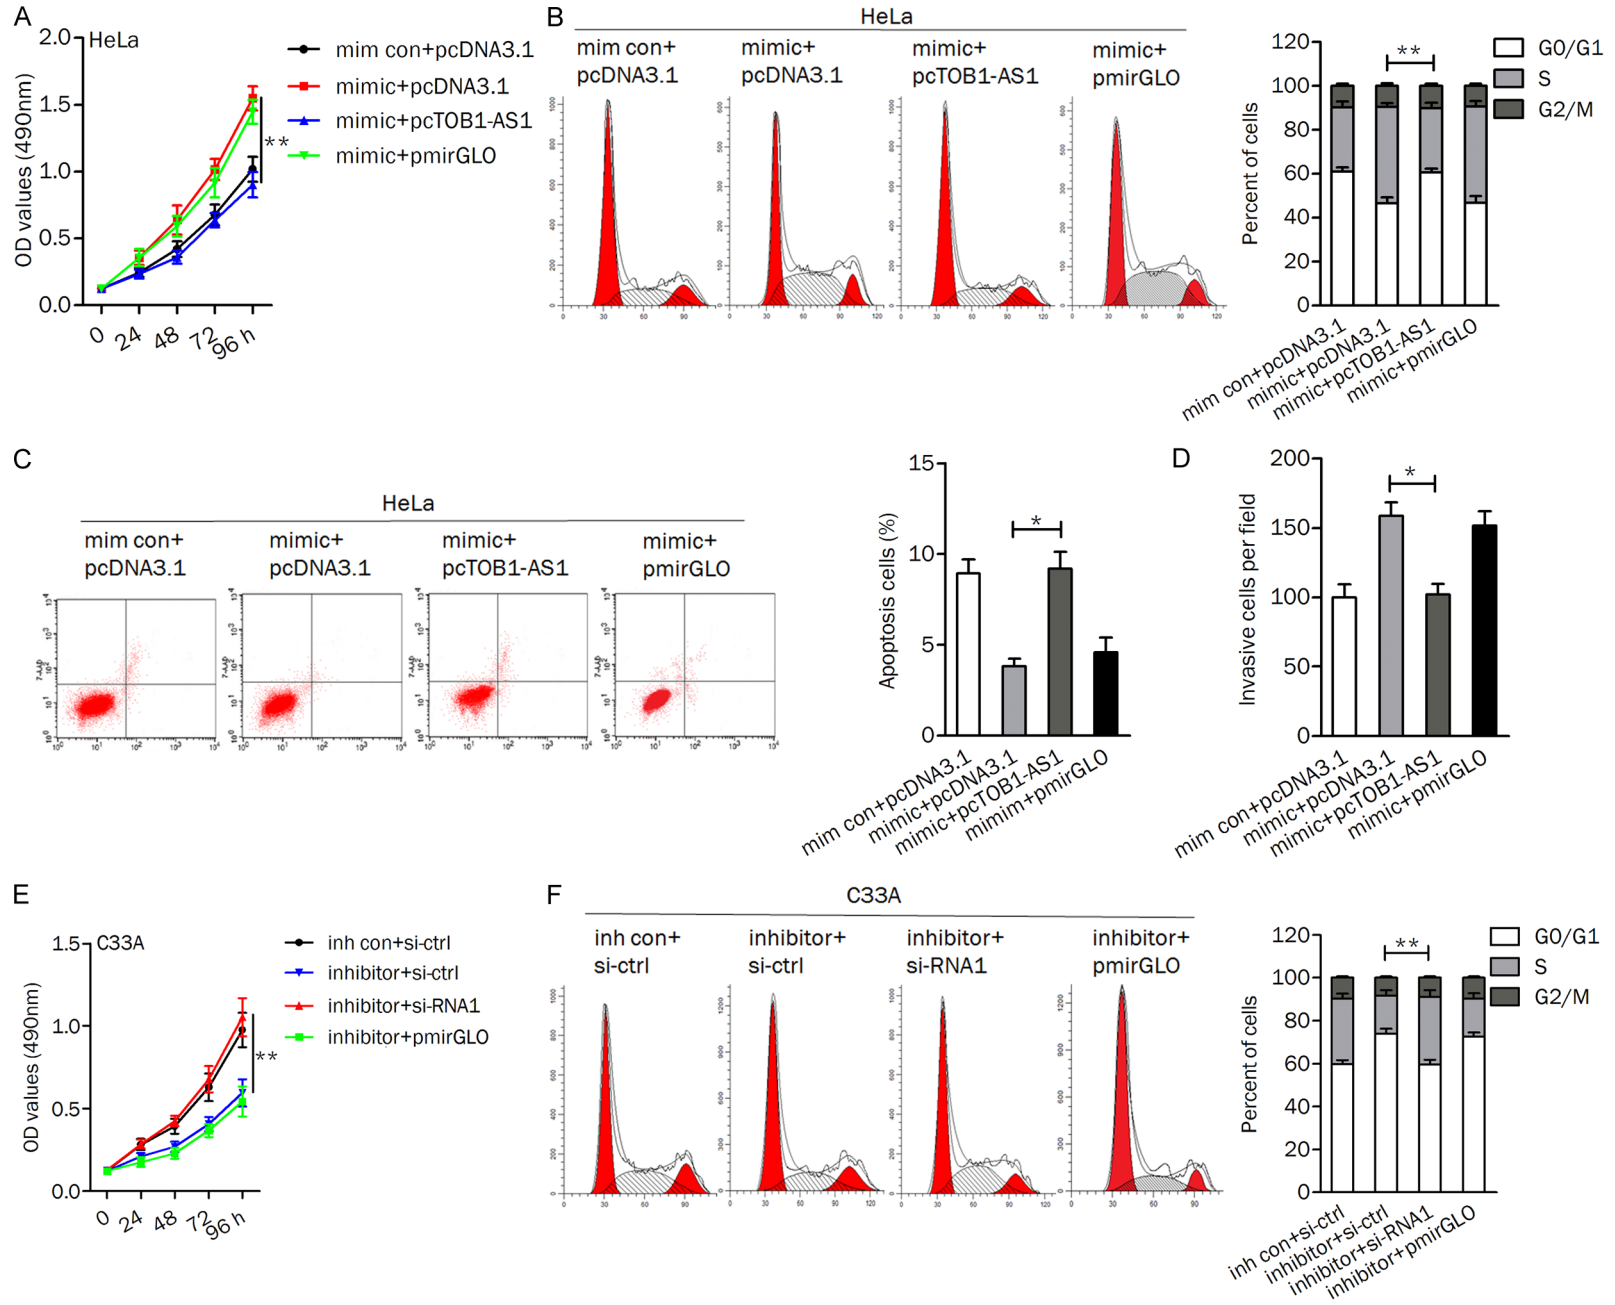 A
HeLa
OD values (490nm)
2.0
1.5
1.0
0.5
0.0
0
24
48
72
96 h
mim con+pcDNA3.1
mimic+pcDNA3.1
mimic+pcTOB1-AS1
mimic+pmirGLO
**
B
HeLa
mim con+
pcDNA3.1
mimic+
pcDNA3.1
mimic+
pcTOB1-AS1
mimic+
pmirGLO
Percent of cells
120
100
80
60
40
20
0
**
G0/G1
S
G2/M
mim con+pcDNA3.1
mimic+pcDNA3.1
mimic+pcTOB1-AS1
mimic+pmirGLO
C
HeLa
mim con+
pcDNA3.1
mimic+
pcDNA3.1
mimic+
pcTOB1-AS1
mimic+
pmirGLO
Apoptosis cells (%)
15
10
5
0
*
mim con+pcDNA3.1
mimic+pcDNA3.1
mimic+pcTOB1-AS1
mimim+pmirGLO
D
Invasive cells per field
200
150
100
50
0
*
mim con+pcDNA3.1
mimic+pcDNA3.1
mimic+pcTOB1-AS1
mimic+pmirGLO
E
C33A
OD values (490nm)
1.5
1.0
0.5
0.0
0
24
48
72
96 h
inh con+si-ctrl
inhibitor+si-ctrl
inhibitor+si-RNA1
inhibitor+pmirGLO
**
F
C33A
inh con+
si-ctrl
inhibitor+
si-ctrl
inhibitor+
si-RNA1
inhibitor+
pmirGLO
Percent of cells
120
100
80
60
40
20
0
**
G0/G1
S
G2/M
inh con+si-ctrl
inhibitor+si-ctrl
inhibitor+si-RNA1
inhibitor+pmirGLO